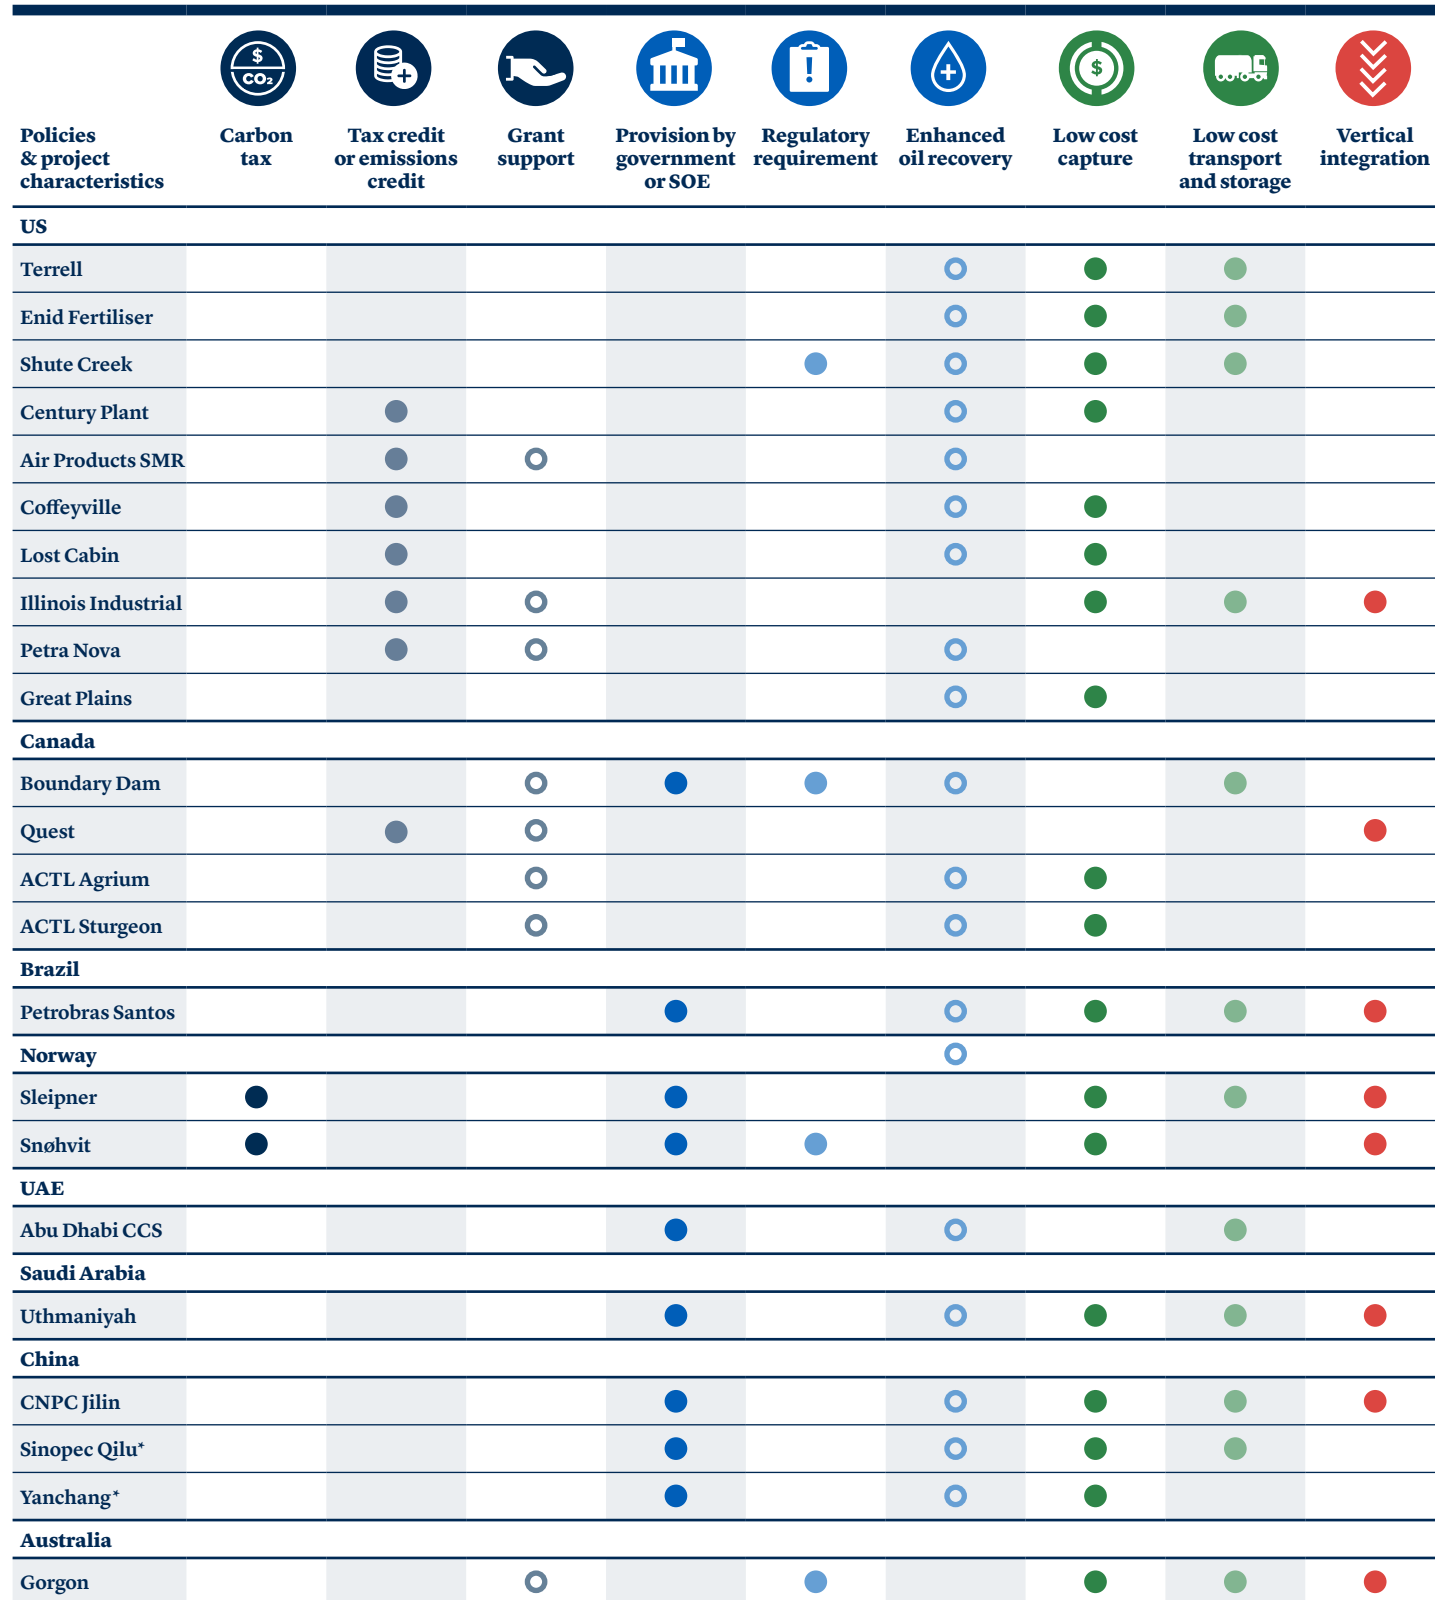 $
CO₂
$
Policies
& project
characteristics
Carbon
tax
Tax credit
or emissions
credit
Grant
support
Provision by
government
or SOE
Regulatory
requirement
Enhanced
oil recovery
Low cost
capture
Low cost
transport
and storage
Vertical
integration
US
Terrell
Enid Fertiliser
Shute Creek
Century Plant
Air Products SMR
Coffeyville
Lost Cabin
Illinois Industrial
Petra Nova
Great Plains
Canada
Boundary Dam
Quest
ACTL Agrium
ACTL Sturgeon
Brazil
Petrobras Santos
Norway
Sleipner
Snøhvit
UAE
Abu Dhabi CCS
Saudi Arabia
Uthmaniyah
China
CNPC Jilin
Sinopec Qilu*
Yanchang*
Australia
Gorgon